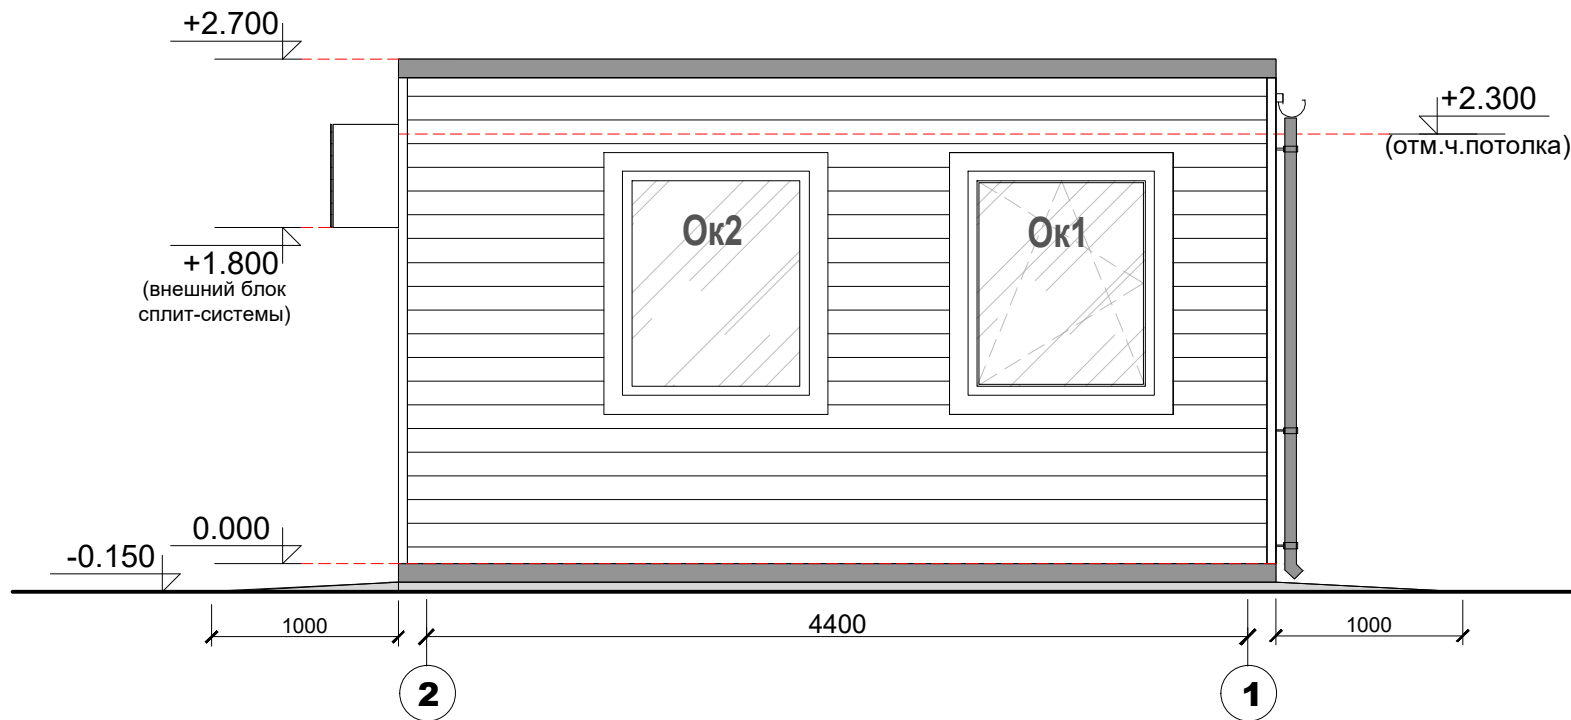 +2.700
+2.300
(отм.ч.потолка)
Ок2
Ок1
+1.800
(внешний блок
сплит-системы)
0.000
-0.150
1000
4400
1000
2
1